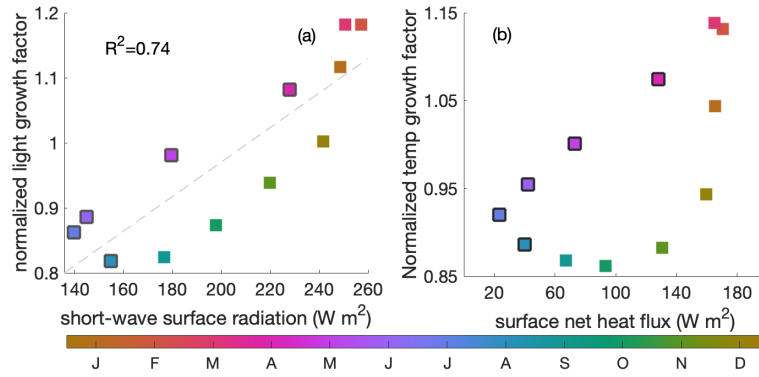 (a)
R²=0.74
normalized light growth factor
1.2
1.1
1
0.9
0.8
140 160 180 200 220 240 260
short-wave surface radiation (W m²)
(b)
Normalized temp growth factor
1.15
1.05
0.95
0.85
20 60 100 140 180
surface net heat flux (W m²)
J F M A M J J A S O N D